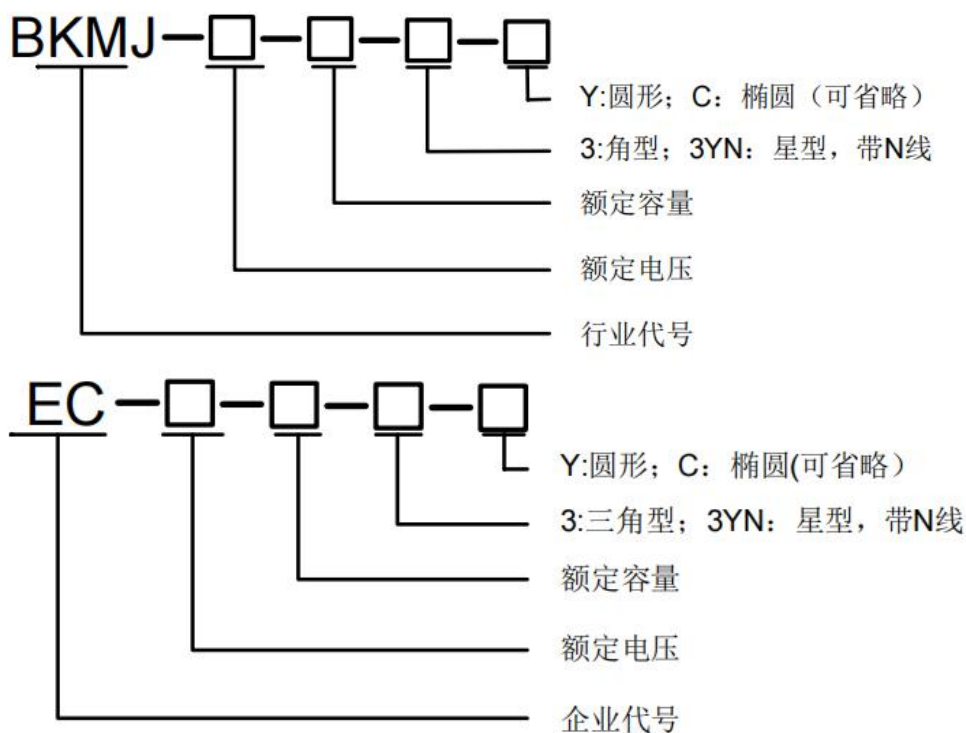 BKMJ-□-□-□-□
Y:圆形；C：椭圆（可省略）
3:角型；3YN：星型，带N线
额定容量
额定电压
行业代号
EC-□-□-□-□
Y:圆形；C：椭圆(可省略）
3:三角型；3YN：星型，带N线
额定容量
额定电压
企业代号